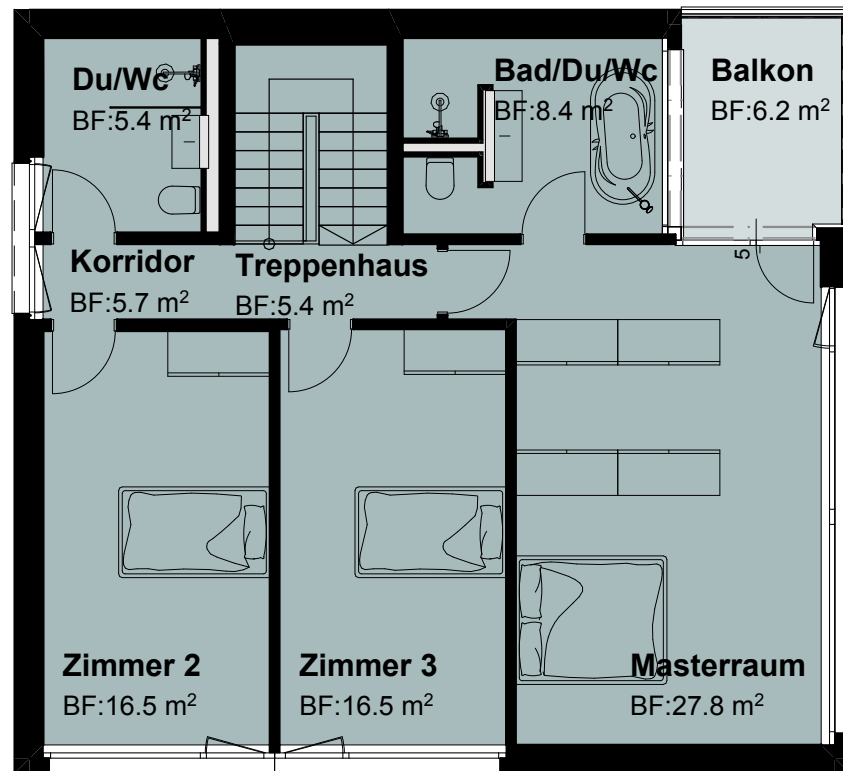 Du/Wc
BF:5.4 m²
Bad/Du/Wc
BF:8.4 m²
Balkon
BF:6.2 m²
Korridor
BF:5.7 m²
Treppenhaus
BF:5.4 m²
5
Zimmer 2
BF:16.5 m²
Zimmer 3
BF:16.5 m²
Masterraum
BF:27.8 m²